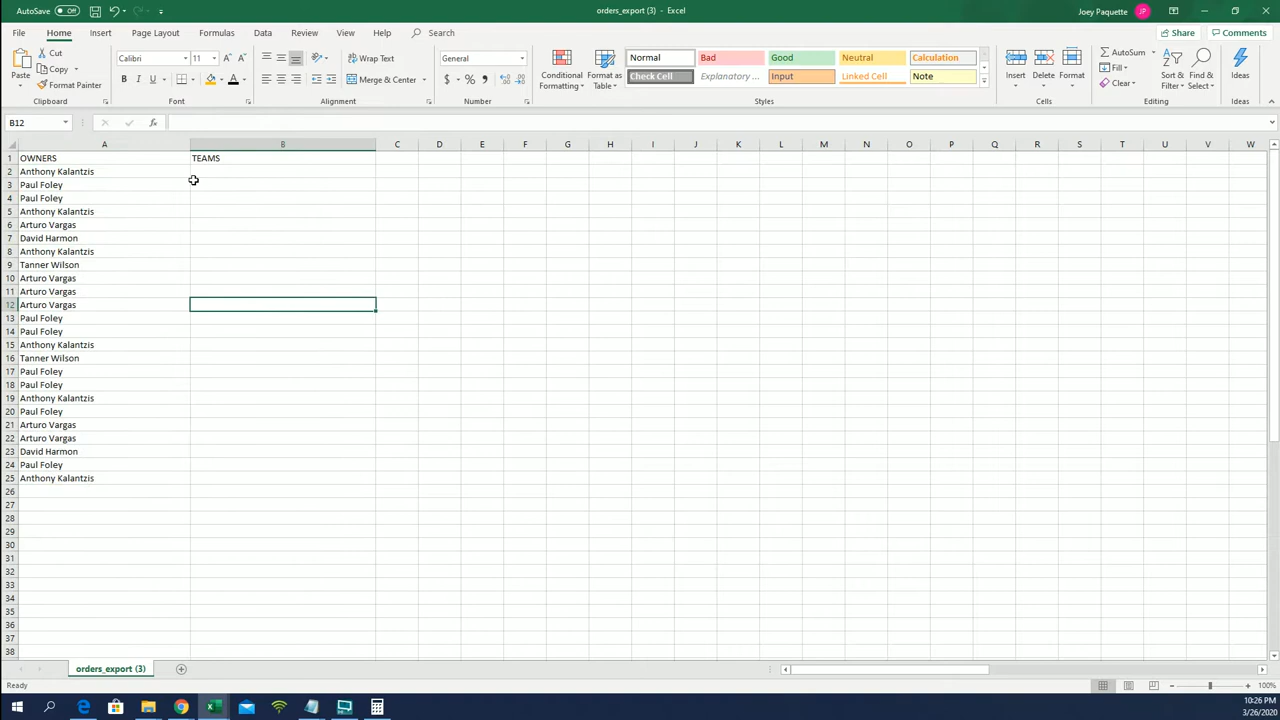 AutoSave Off orders_export (3) - Excel Joey Paquette JP
File Home Insert Page Layout Formulas Data Review View Help Search Share Comments
Paste Cut Copy Format Painter Clipboard
Calibri 11 B I U A Font
Wrap Text Merge & Center Alignment
General $ % , Number
Conditional Formatting Format as Table
Normal Bad Good Neutral Calculation
Check Cell Explanatory ... Input Linked Cell Note
Styles
Insert Delete Format Cells
AutoSum Fill Clear Sort & Filter Find & Select Editing
Ideas Ideas
B12 fx
A B C D E F G H I J K L M N O P Q R S T U V W
1 OWNERS TEAMS
2 Anthony Kalantzis
3 Paul Foley
4 Paul Foley
5 Anthony Kalantzis
6 Arturo Vargas
7 David Harmon
8 Anthony Kalantzis
9 Tanner Wilson
10 Arturo Vargas
11 Arturo Vargas
12 Arturo Vargas
13 Paul Foley
14 Paul Foley
15 Anthony Kalantzis
16 Tanner Wilson
17 Paul Foley
18 Paul Foley
19 Anthony Kalantzis
20 Paul Foley
21 Arturo Vargas
22 Arturo Vargas
23 David Harmon
24 Paul Foley
25 Anthony Kalantzis
26
27
28
29
30
31
32
33
34
35
36
37
38
orders_export (3)
Ready 100%
10:26 PM
3/26/2020